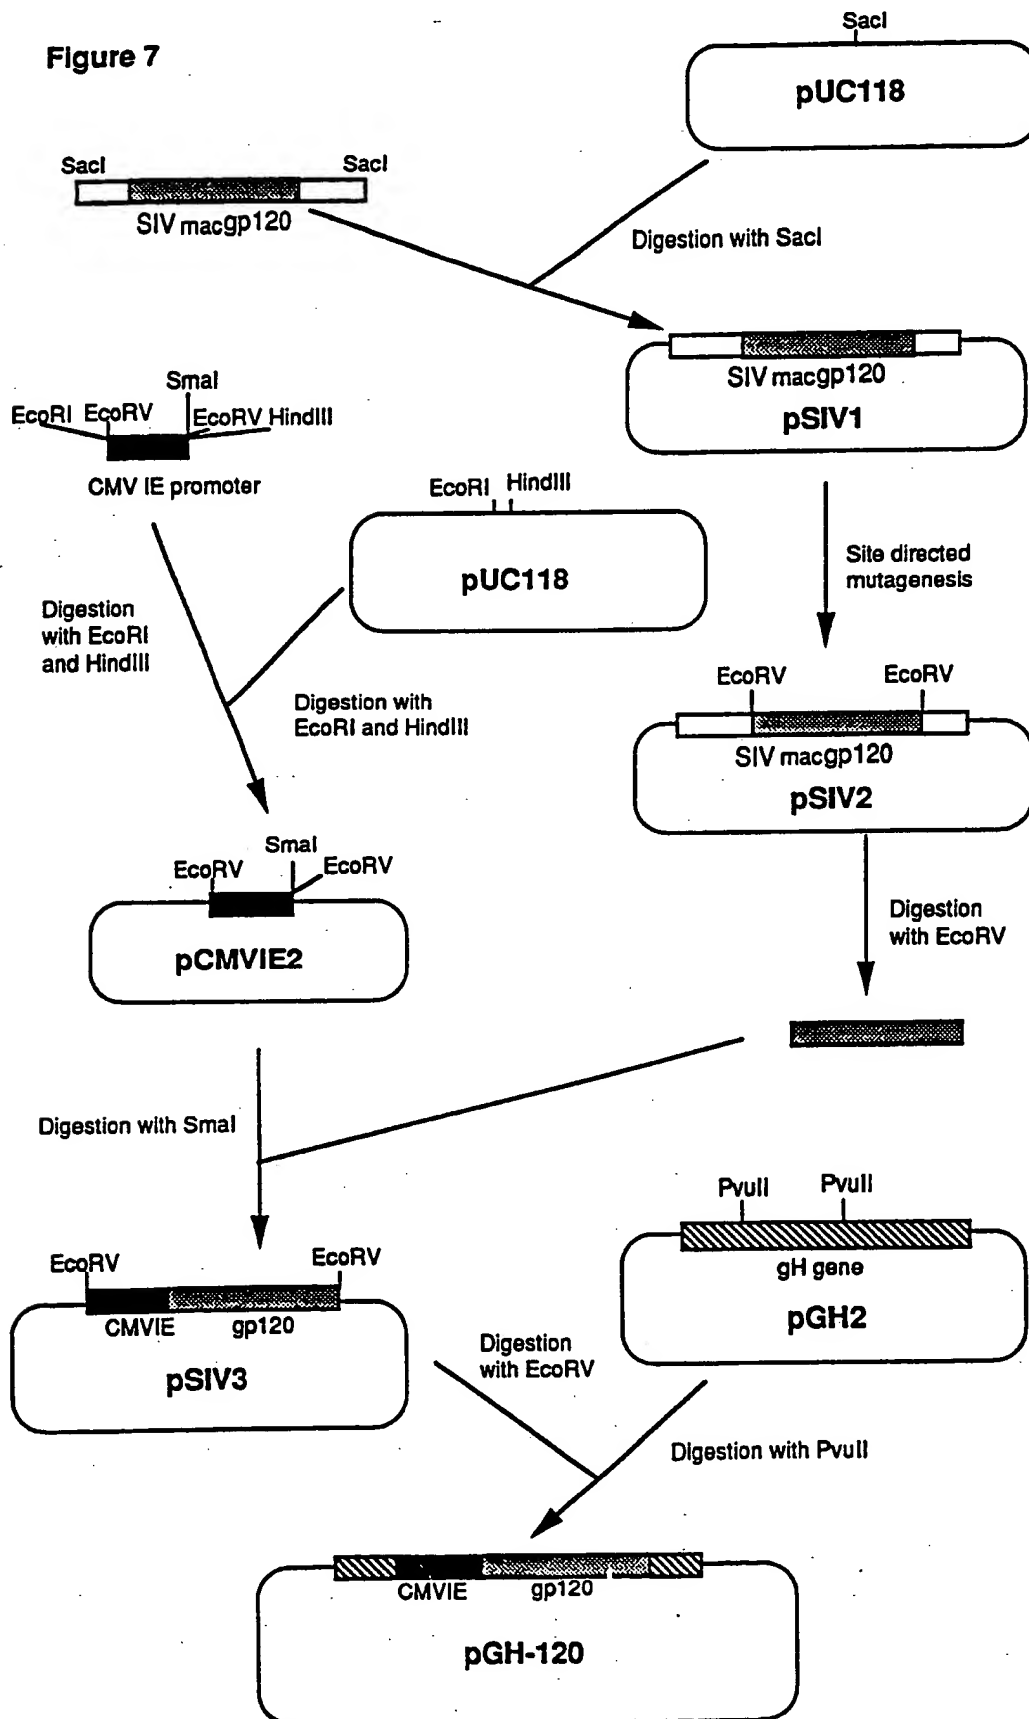 Figure 7
SacI
pUC118
SacI
SacI
SIV macgp120
Digestion with SacI
SIV macgp120
pSIV1
SmaI
EcoRI
EcoRV
EcoRV
HindIII
CMV IE promoter
EcoRI
HindIII
pUC118
Site directed
mutagenesis
Digestion
with EcoRI
and HindIII
Digestion with
EcoRI and HindIII
EcoRV
EcoRV
SIV macgp120
pSIV2
SmaI
EcoRV
EcoRV
pCMVIE2
Digestion
with EcoRV
Digestion with SmaI
PvuII
PvuII
gH gene
pGH2
EcoRV
EcoRV
CMVIE
gp120
pSIV3
Digestion
with EcoRV
Digestion with PvuII
CMVIE
gp120
pGH-120